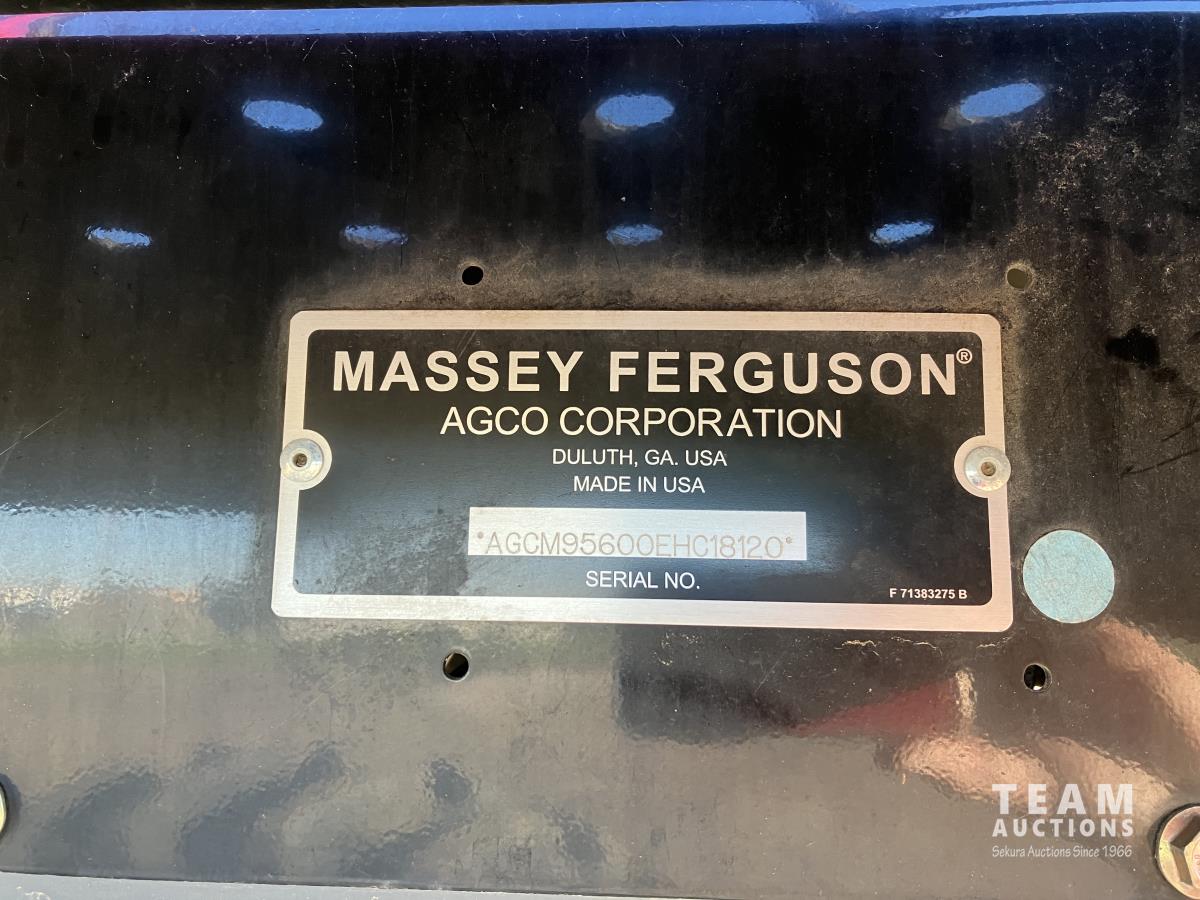 MASSEY FERGUSON®
AGCO CORPORATION
DULUTH, GA. USA
MADE IN USA
*AGCM95600EHC18120*
SERIAL NO.
F 71383275 B
TEAM
AUCTIONS
Sekura Auctions Since 1966